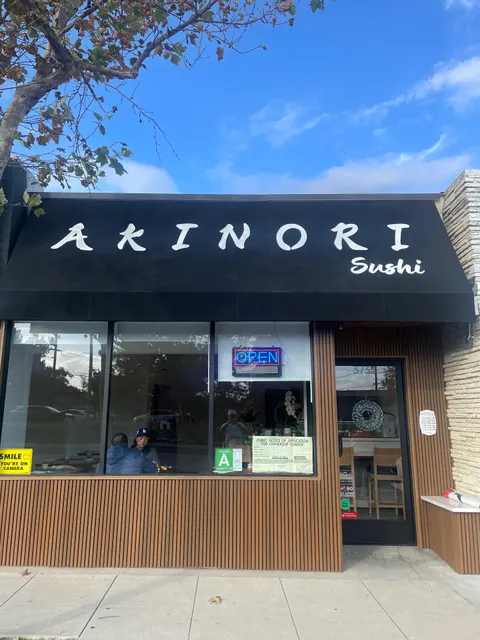 AKINORI
Sushi
OPEN
SMILE
YOU'RE ON
CAMERA
A
PUBLIC NOTICE OF APPLICATION
FOR OWNERSHIP CHANGE